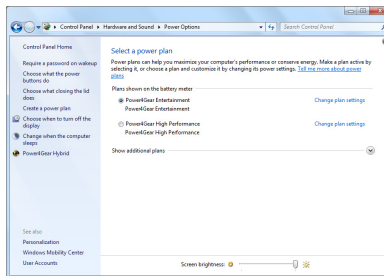 Control Panel ▸ Hardware and Sound ▸ Power Options
Search Control Panel
Control Panel Home
Require a password on wakeup
Choose what the power
buttons do
Choose what closing the lid
does
Create a power plan
Choose when to turn off the
display
Change when the computer
sleeps
Power4Gear Hybrid
See also
Personalization
Windows Mobility Center
User Accounts
Select a power plan
Power plans can help you maximize your computer's performance or conserve energy. Make a plan active by
selecting it, or choose a plan and customize it by changing its power settings. Tell me more about power
plans
Plans shown on the battery meter
Power4Gear Entertainment Change plan settings
Power4Gear Entertainment
Power4Gear High Performance Change plan settings
Power4Gear High Performance
Show additional plans
Screen brightness: